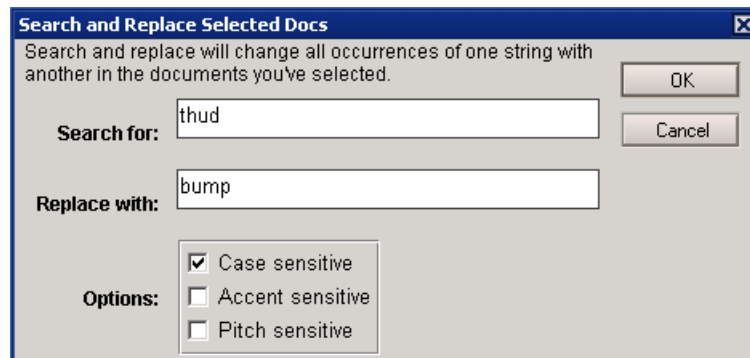 Search and Replace Selected Docs
Search and replace will change all occurrences of one string with
another in the documents you've selected.
OK
Search for:
thud
Cancel
Replace with:
bump
Options:
Case sensitive
Accent sensitive
Pitch sensitive